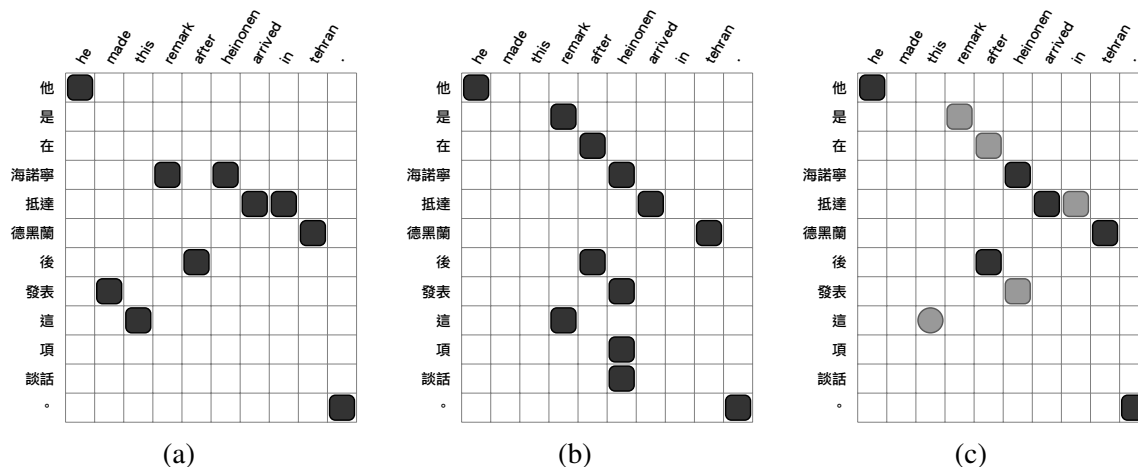 he made this remark after heinonen arrived in tehran .
他
是
在
海諾寧
抵達
德黑蘭
後
發表
這
項
談話
。
(a)
he made this remark after heinonen arrived in tehran .
他
是
在
海諾寧
抵達
德黑蘭
後
發表
這
項
談話
。
(b)
he made this remark after heinonen arrived in tehran .
他
是
在
海諾寧
抵達
德黑蘭
後
發表
這
項
談話
。
(c)